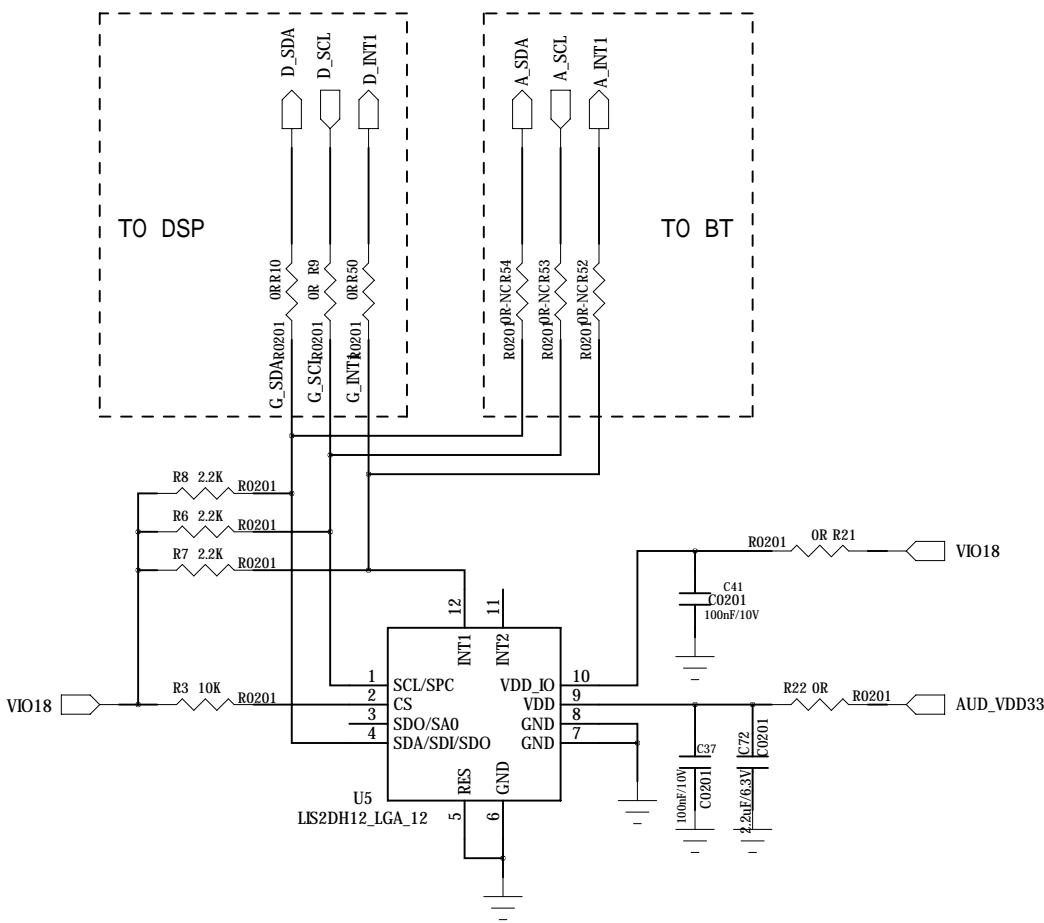 D_SDA
D_SCL
D_INT1
A_SDA
A_SCL
A_INT1
TO DSP
TO BT
0R R10
0R R9
0R R50
0R-NC R54
0R-NC R53
0R-NC R52
R0201
R0201
R0201
R0201
R0201
R0201
G_SDA
G_SCL
G_INT1
R8 2.2K R0201
R6 2.2K R0201
R7 2.2K R0201
R0201 0R R21 VIO18
C41
C0201
100nF/10V
12 11
INT1 INT2
1 SCL/SPC VDD_IO 10
VIO18 R3 10K R0201 2 CS VDD 9 R22 0R R0201 AUD_VDD33
3 SDO/SA0 GND 8
4 SDA/SDI/SDO GND 7
RES GND
5 6
U5
LIS2DH12_LGA_12
C37
100nF/10V
C0201
C72
C0201
2.2uF/6.3V